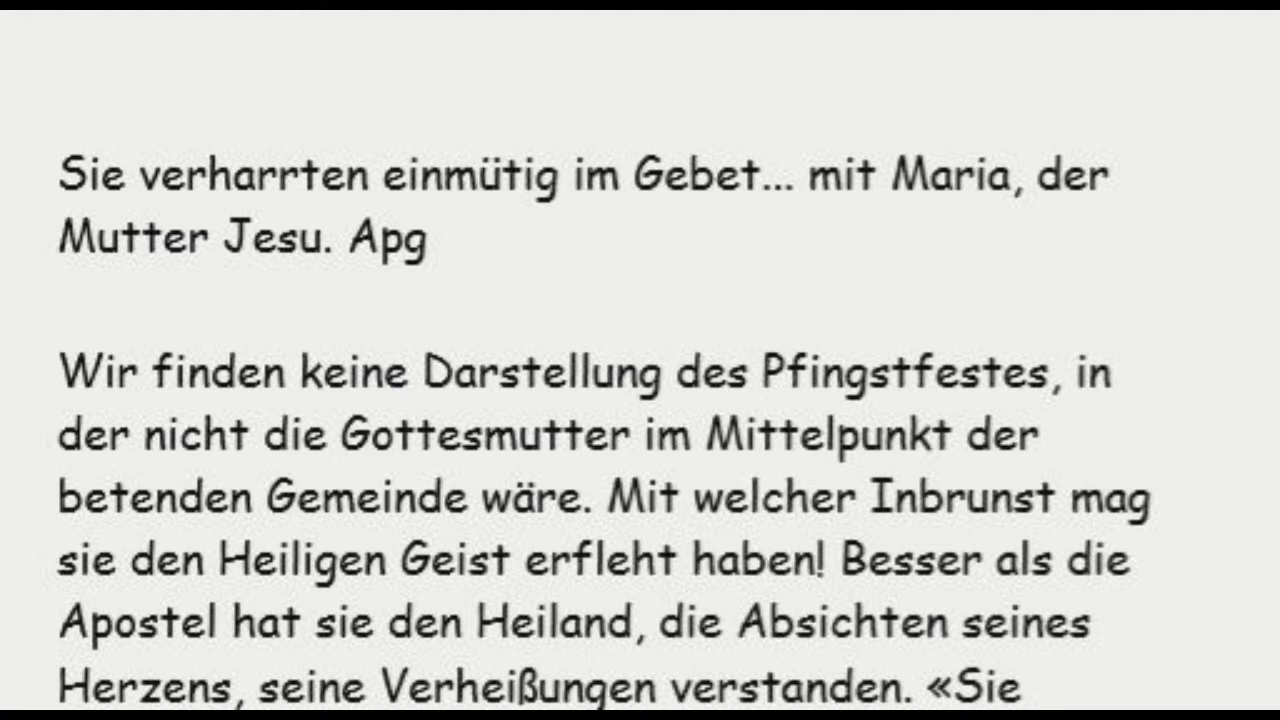 Sie verharrten einmütig im Gebet... mit Maria, der
Mutter Jesu. Apg
Wir finden keine Darstellung des Pfingstfestes, in
der nicht die Gottesmutter im Mittelpunkt der
betenden Gemeinde wäre. Mit welcher Inbrunst mag
sie den Heiligen Geist erfleht haben! Besser als die
Apostel hat sie den Heiland, die Absichten seines
Herzens, seine Verheißungen verstanden. «Sie